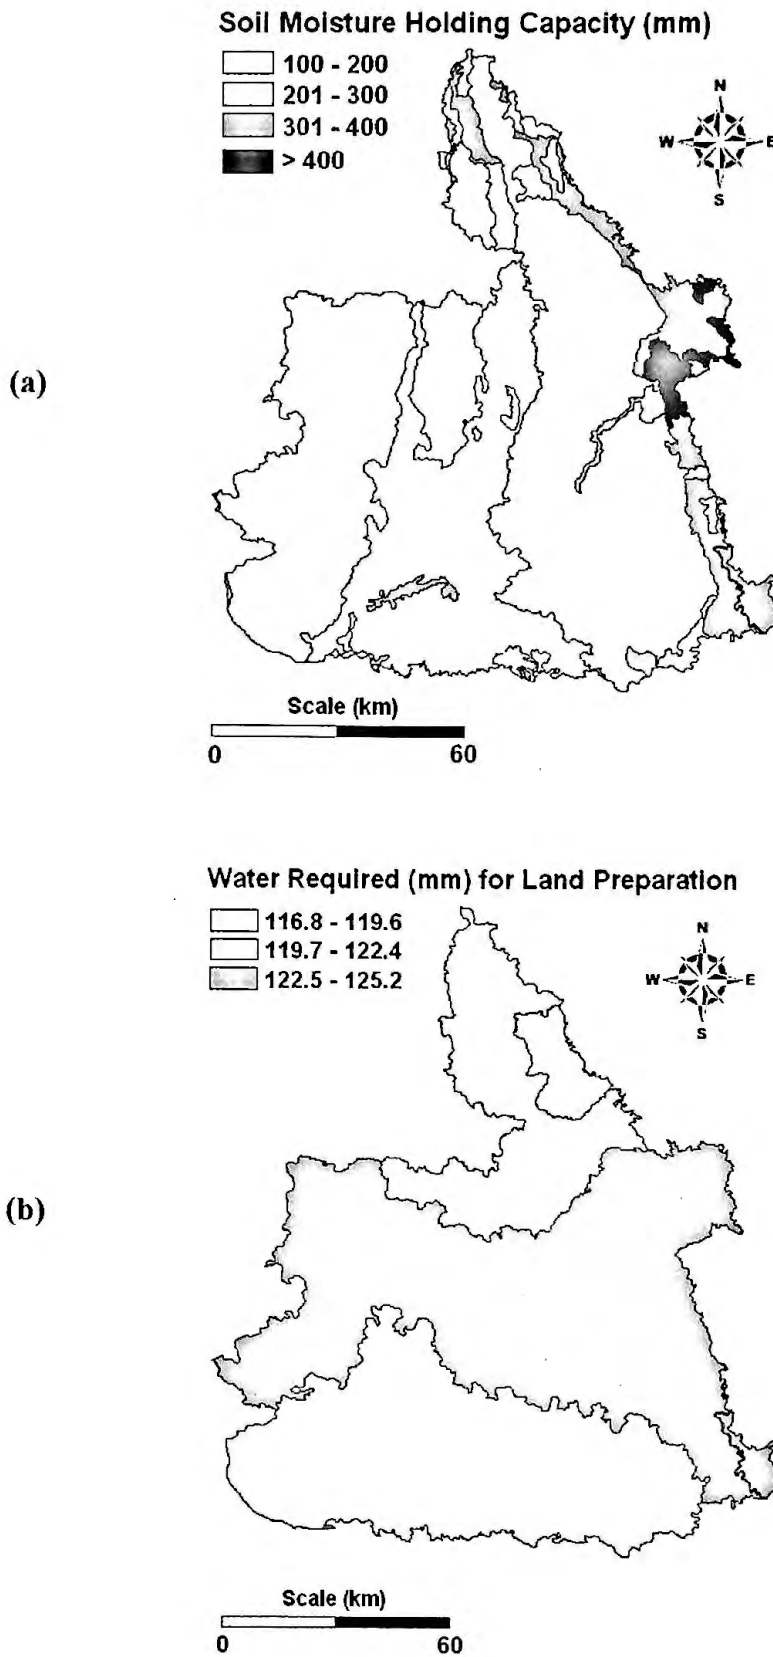 Soil Moisture Holding Capacity (mm)
100 - 200
201 - 300
301 - 400
> 400
N
W E
S
(a)
Scale (km)
0 60
Water Required (mm) for Land Preparation
116.8 - 119.6
119.7 - 122.4
122.5 - 125.2
N
W E
S
(b)
Scale (km)
0 60